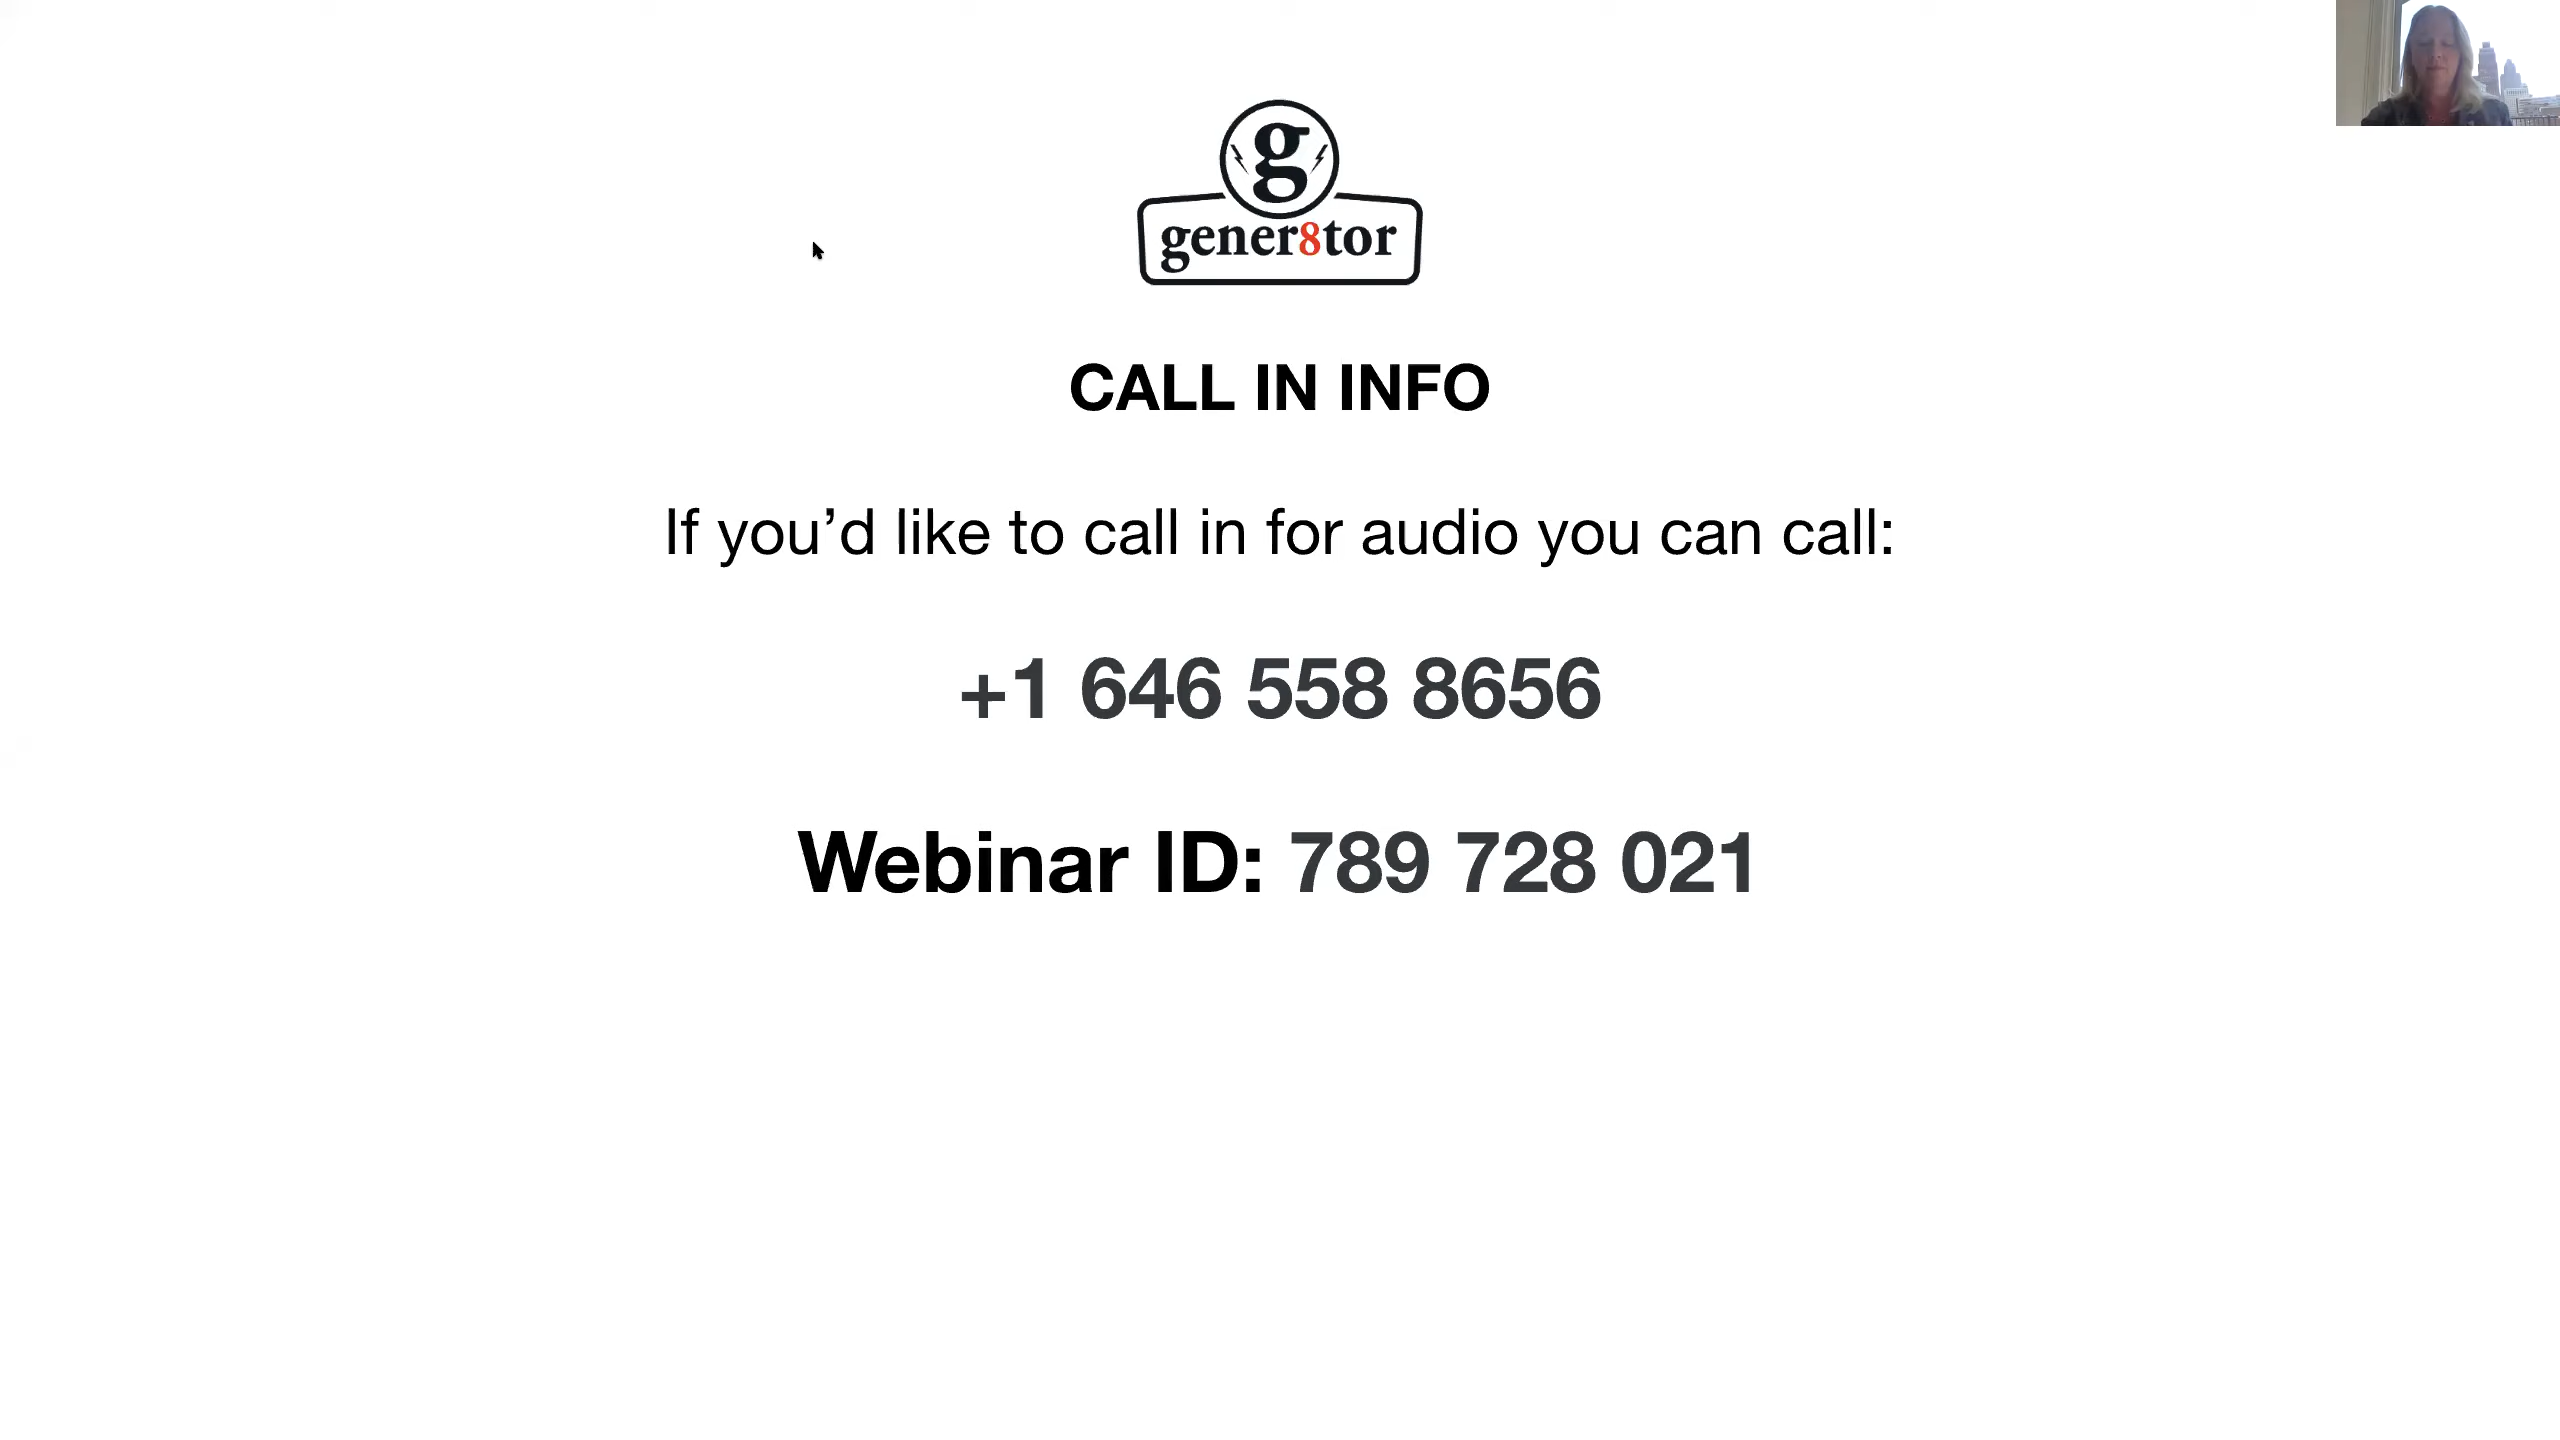 g
gener8tor
CALL IN INFO
If you’d like to call in for audio you can call:
+1 646 558 8656
Webinar ID: 789 728 021